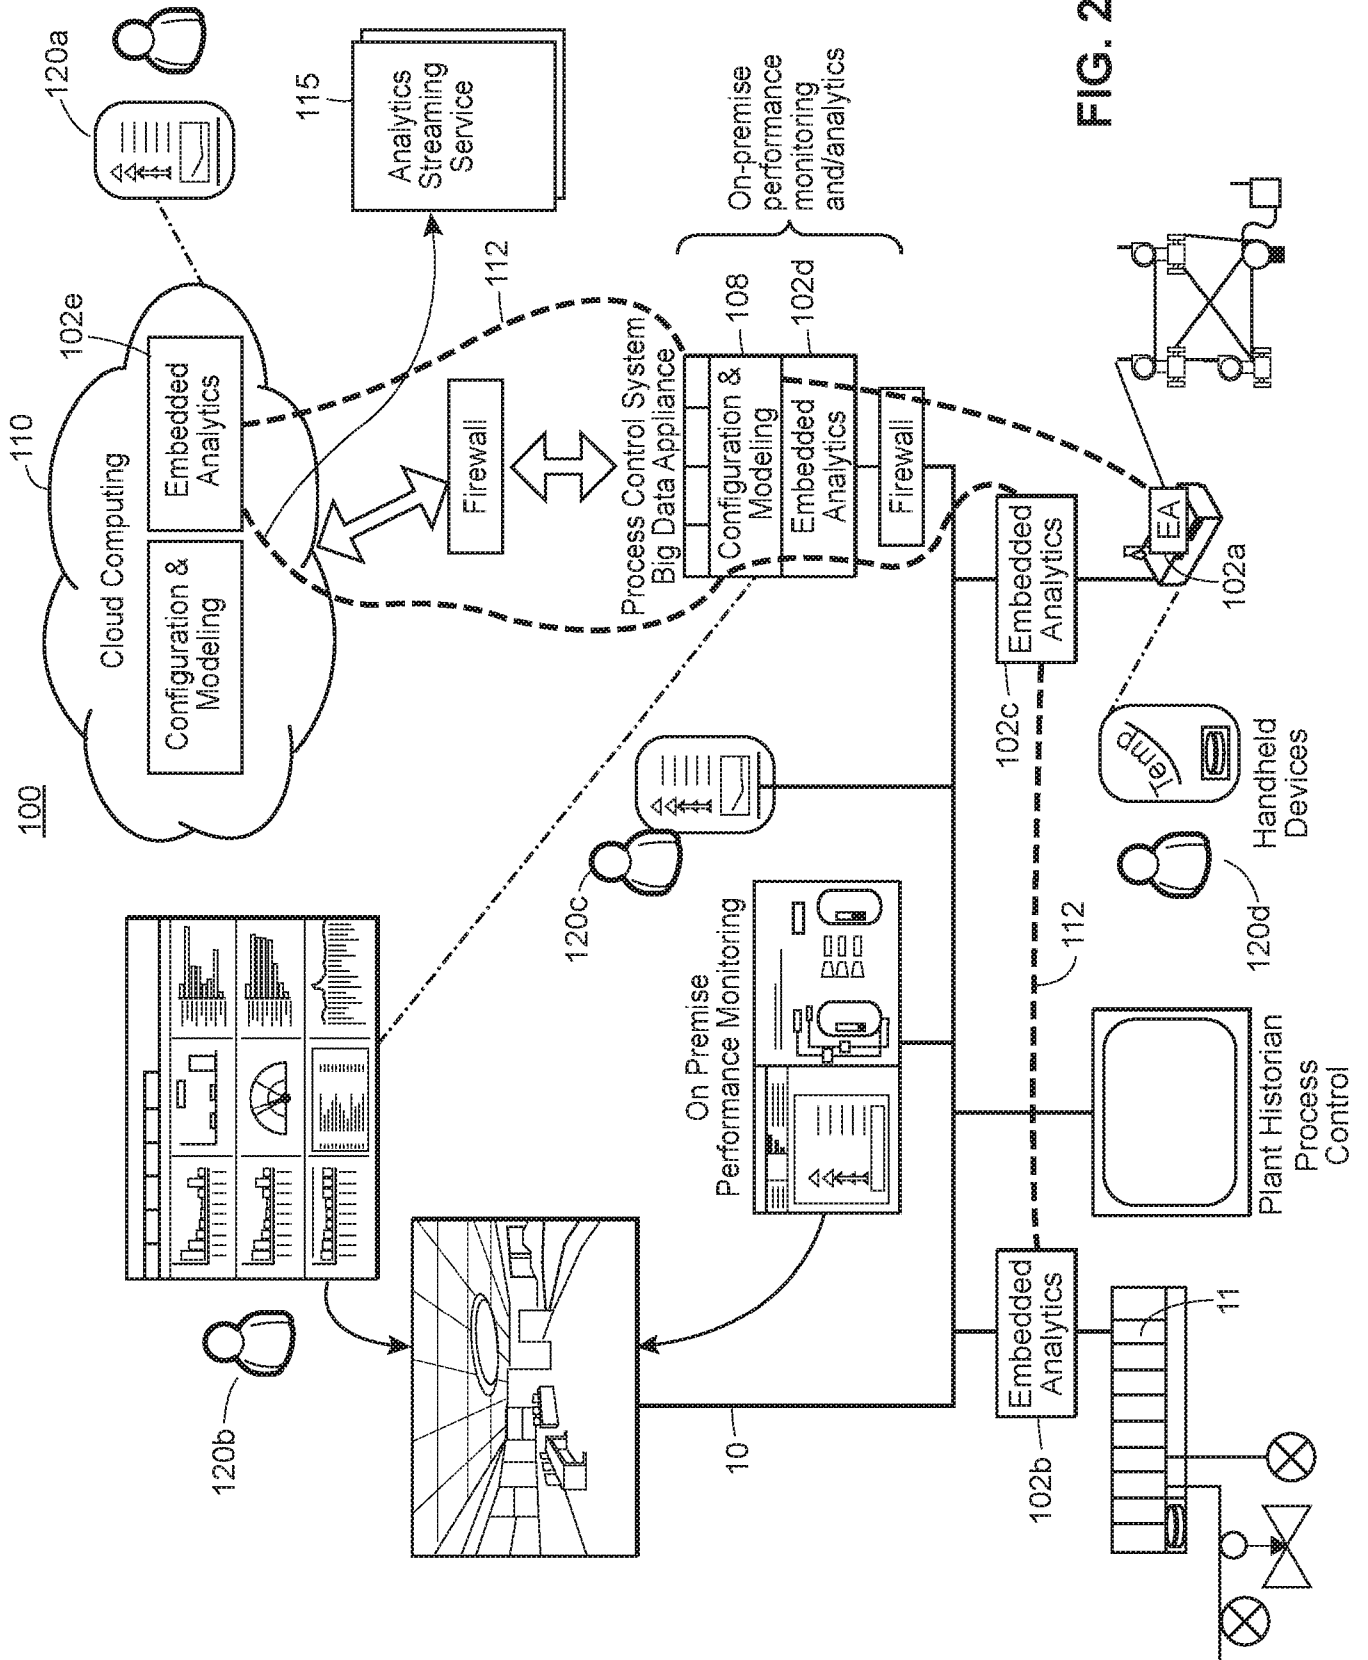 100
110
Cloud Computing
102e
Configuration &
Modeling
Embedded
Analytics
120a
115
Analytics
Streaming
Service
112
Firewall
120b
Process Control System
Big Data Appliance
Configuration &
Modeling
108
Embedded
Analytics
102d
On-premise
performance
monitoring
and/analytics
Firewall
120c
On Premise
Performance Monitoring
10
102b
Embedded
Analytics
102c
Embedded
Analytics
112
11
Plant Historian
Process
Control
120d
Temp
Handheld
Devices
EA
102a
FIG. 2